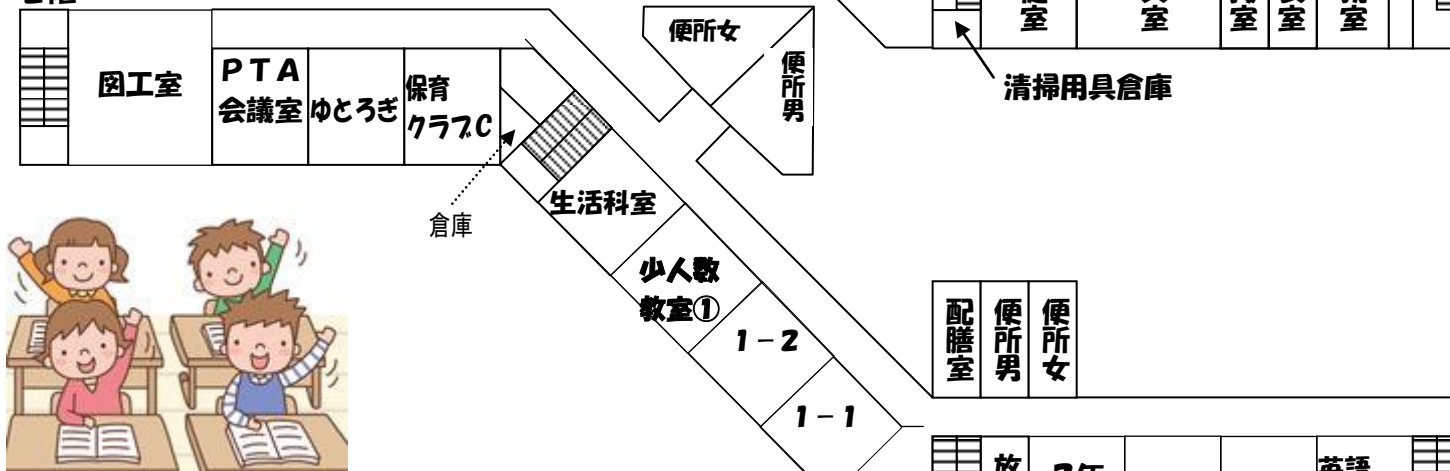 便所女
便所男
清掃用具倉庫
図工室
PTA
会議室
ゆとろぎ
保育
クラブC
倉庫
生活科室
少人数
教室①
1-2
1-1
配膳室
便所男
便所女
放
英語